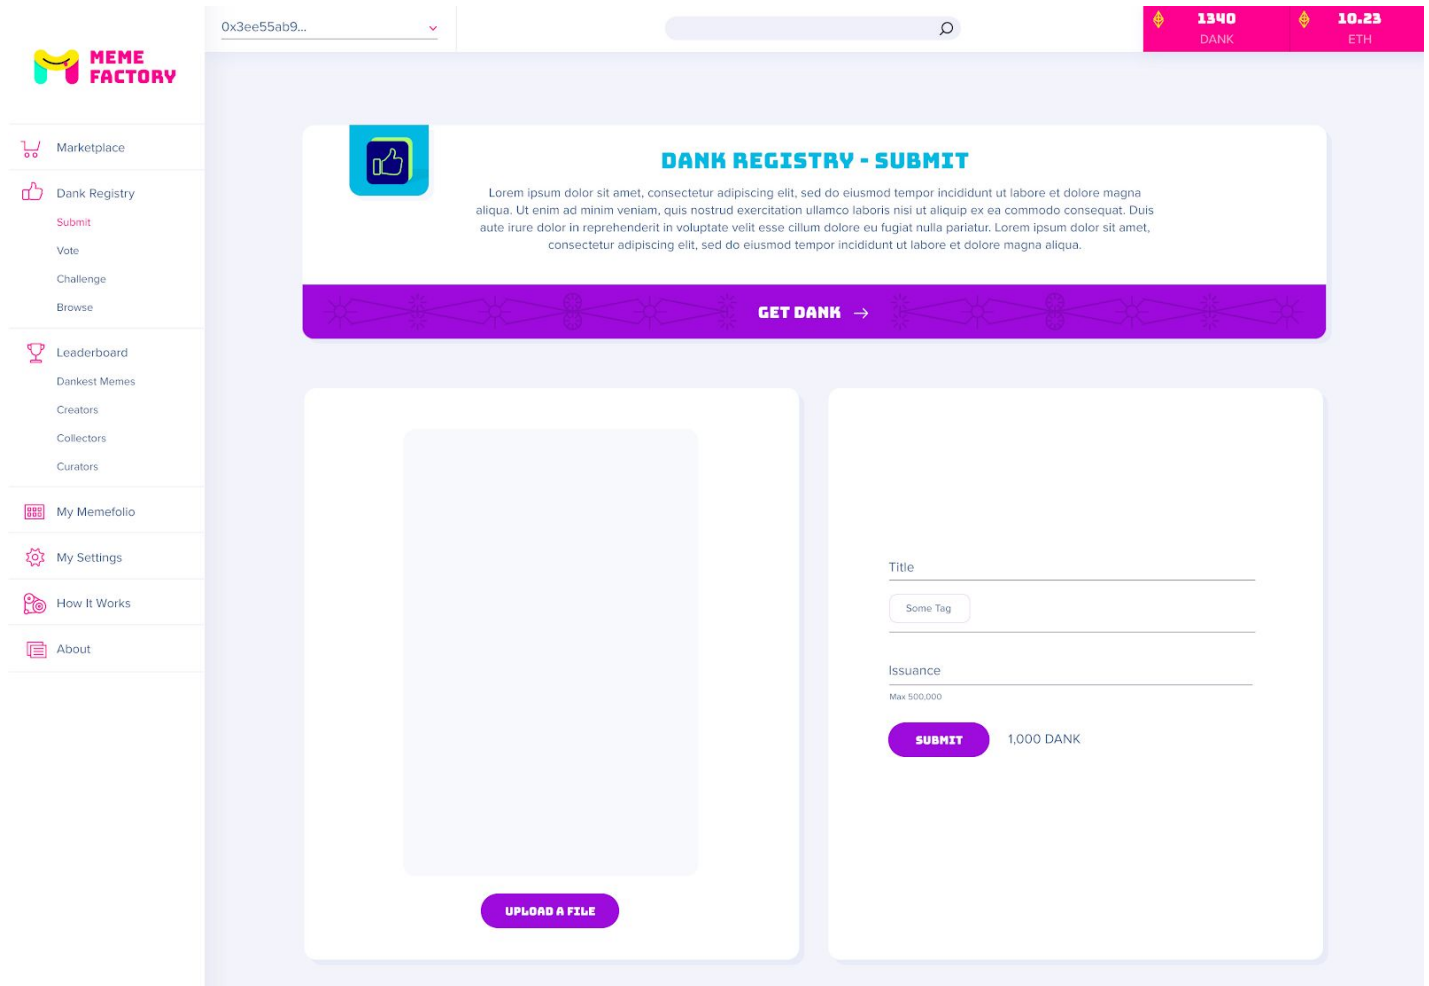 0x3ee55ab9...
1340
DANK
10.23
ETH
MEME
FACTORY
Marketplace
Dank Registry
Submit
Vote
Challenge
Browse
Leaderboard
Dankest Memes
Creators
Collectors
Curators
My Memefolio
My Settings
How It Works
About
DANK REGISTRY - SUBMIT
Lorem ipsum dolor sit amet, consectetur adipiscing elit, sed do eiusmod tempor incididunt ut labore et dolore magna
aliqua. Ut enim ad minim veniam, quis nostrud exercitation ullamco laboris nisi ut aliquip ex ea commodo consequat. Duis
aute irure dolor in reprehenderit in voluptate velit esse cillum dolore eu fugiat nulla pariatur. Lorem ipsum dolor sit amet,
consectetur adipiscing elit, sed do eiusmod tempor incididunt ut labore et dolore magna aliqua.
GET DANK →
UPLOAD A FILE
Title
Some Tag
Issuance
Max 500,000
SUBMIT
1,000 DANK